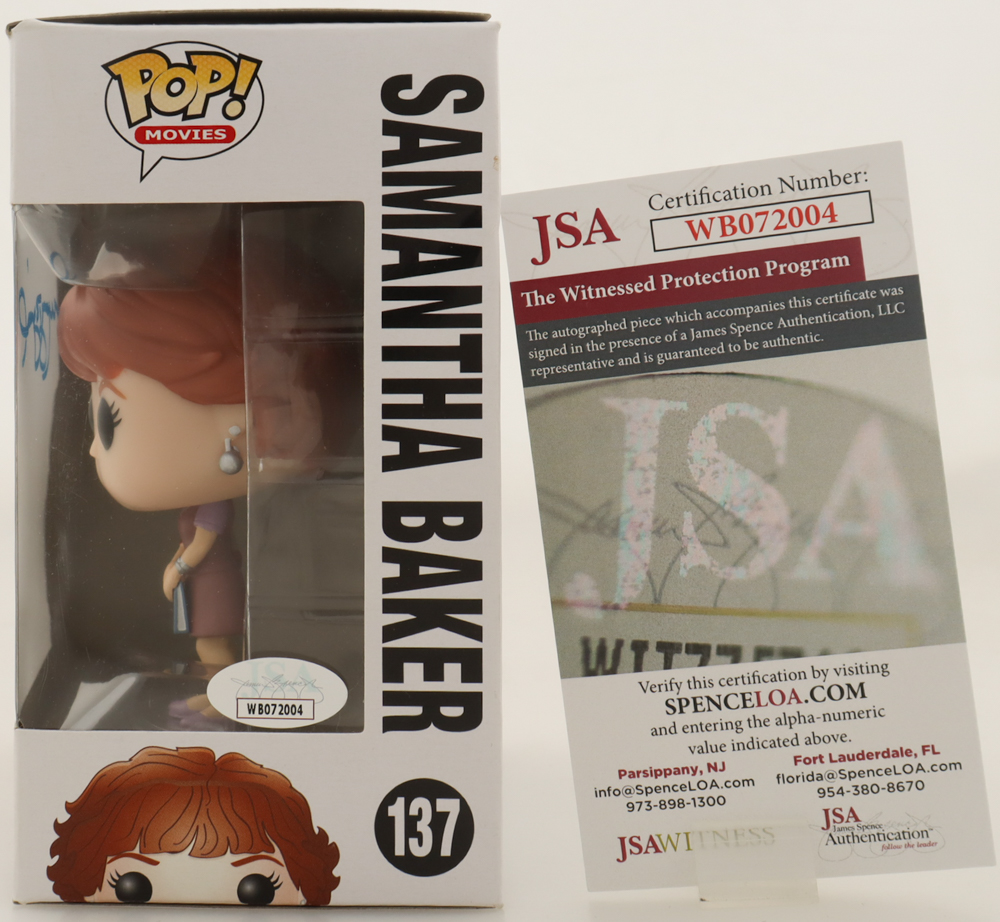 POP!
MOVIES
SAMANTHA BAKER
JSA
WB072004
137
JSA
Certification Number:
WB072004
The Witnessed Protection Program
The autographed piece which accompanies this certificate was
signed in the presence of a James Spence Authentication, LLC
representative and is guaranteed to be authentic.
JSA
Verify this certification by visiting
SPENCELOA.COM
and entering the alpha-numeric
value indicated above.
Parsippany, NJ
info@SpenceLOA.com
973-898-1300
Fort Lauderdale, FL
florida@SpenceLOA.com
954-380-8670
JSAWITNESS
JSA
James Spence
Authentication
follow the leader